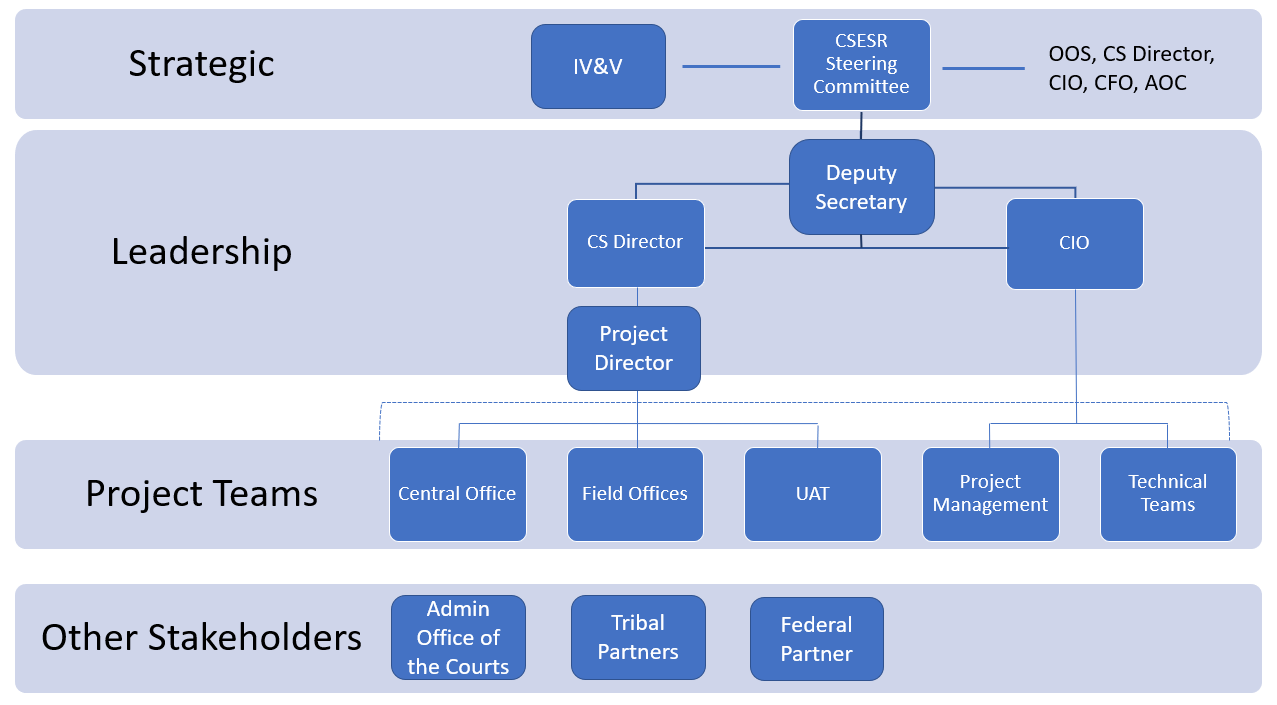 Strategic
IV&V
CSESR
Steering
Committee
OOS, CS Director,
CIO, CFO, AOC
Leadership
Deputy
Secretary
CS Director
CIO
Project
Director
Project Teams
Central Office
Field Offices
UAT
Project
Management
Technical
Teams
Other Stakeholders
Admin
Office of
the Courts
Tribal
Partners
Federal
Partner